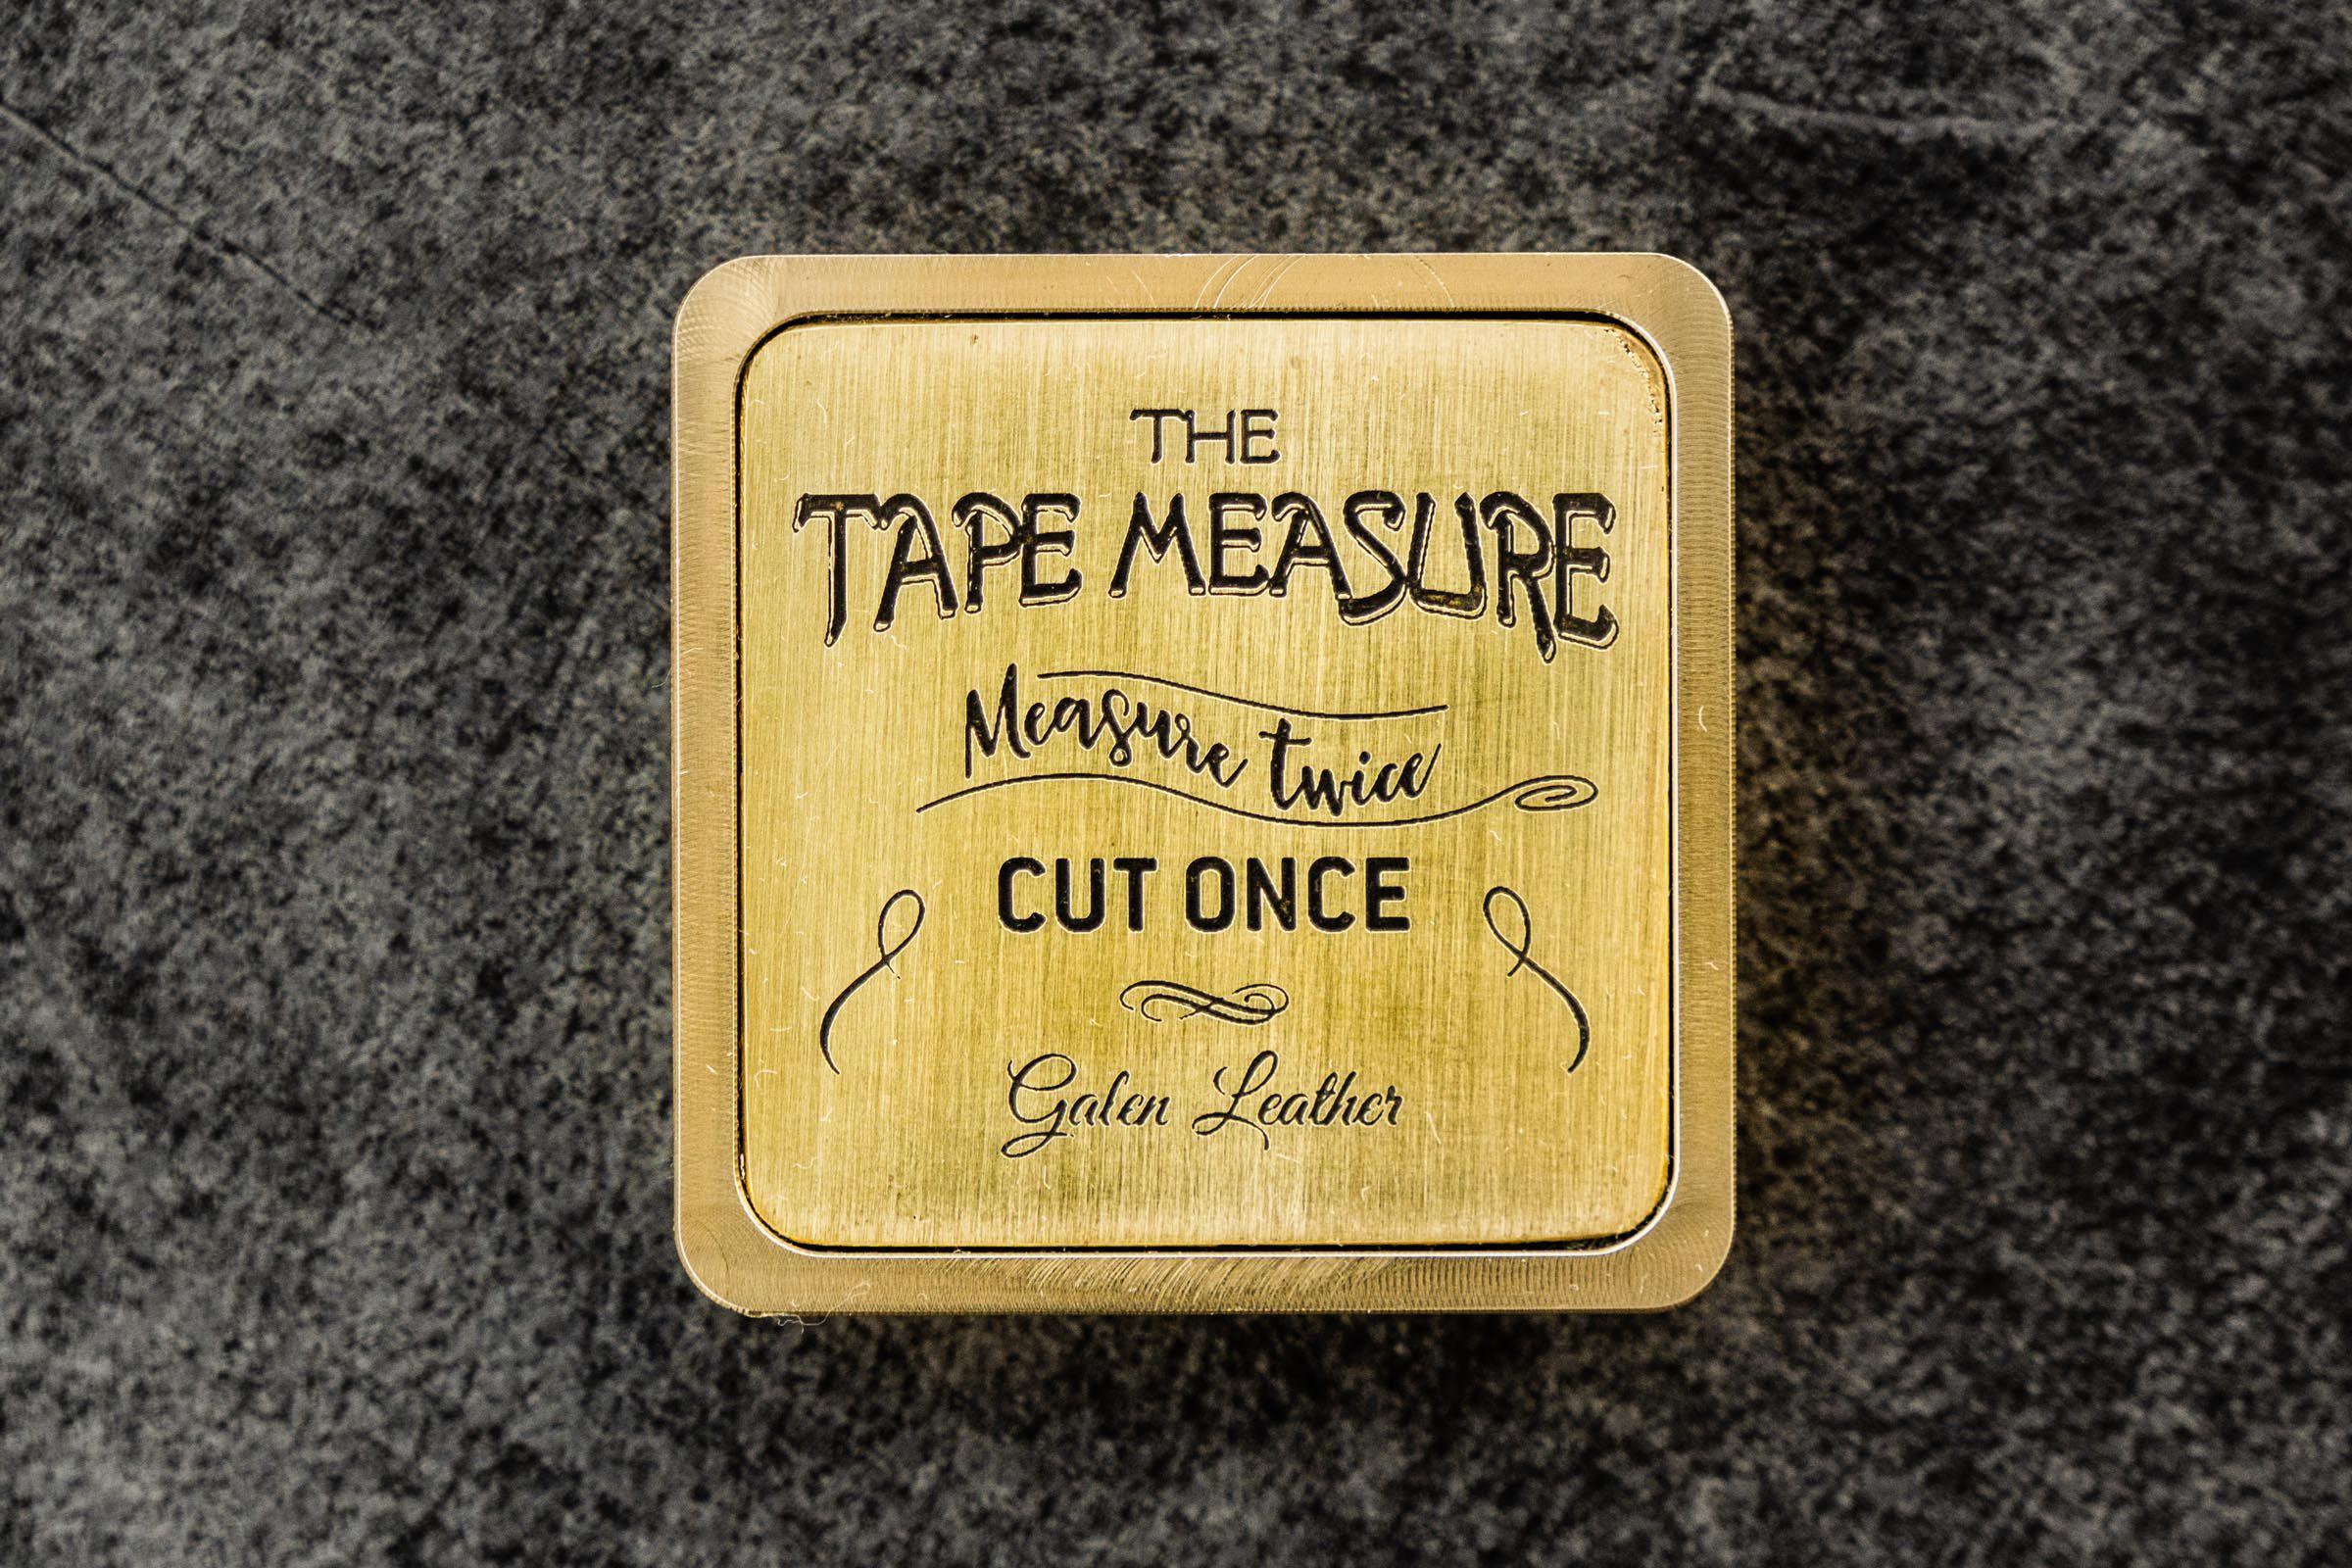 THE
TAPE MEASURE
Measure twice
CUT ONCE
Galen Leather